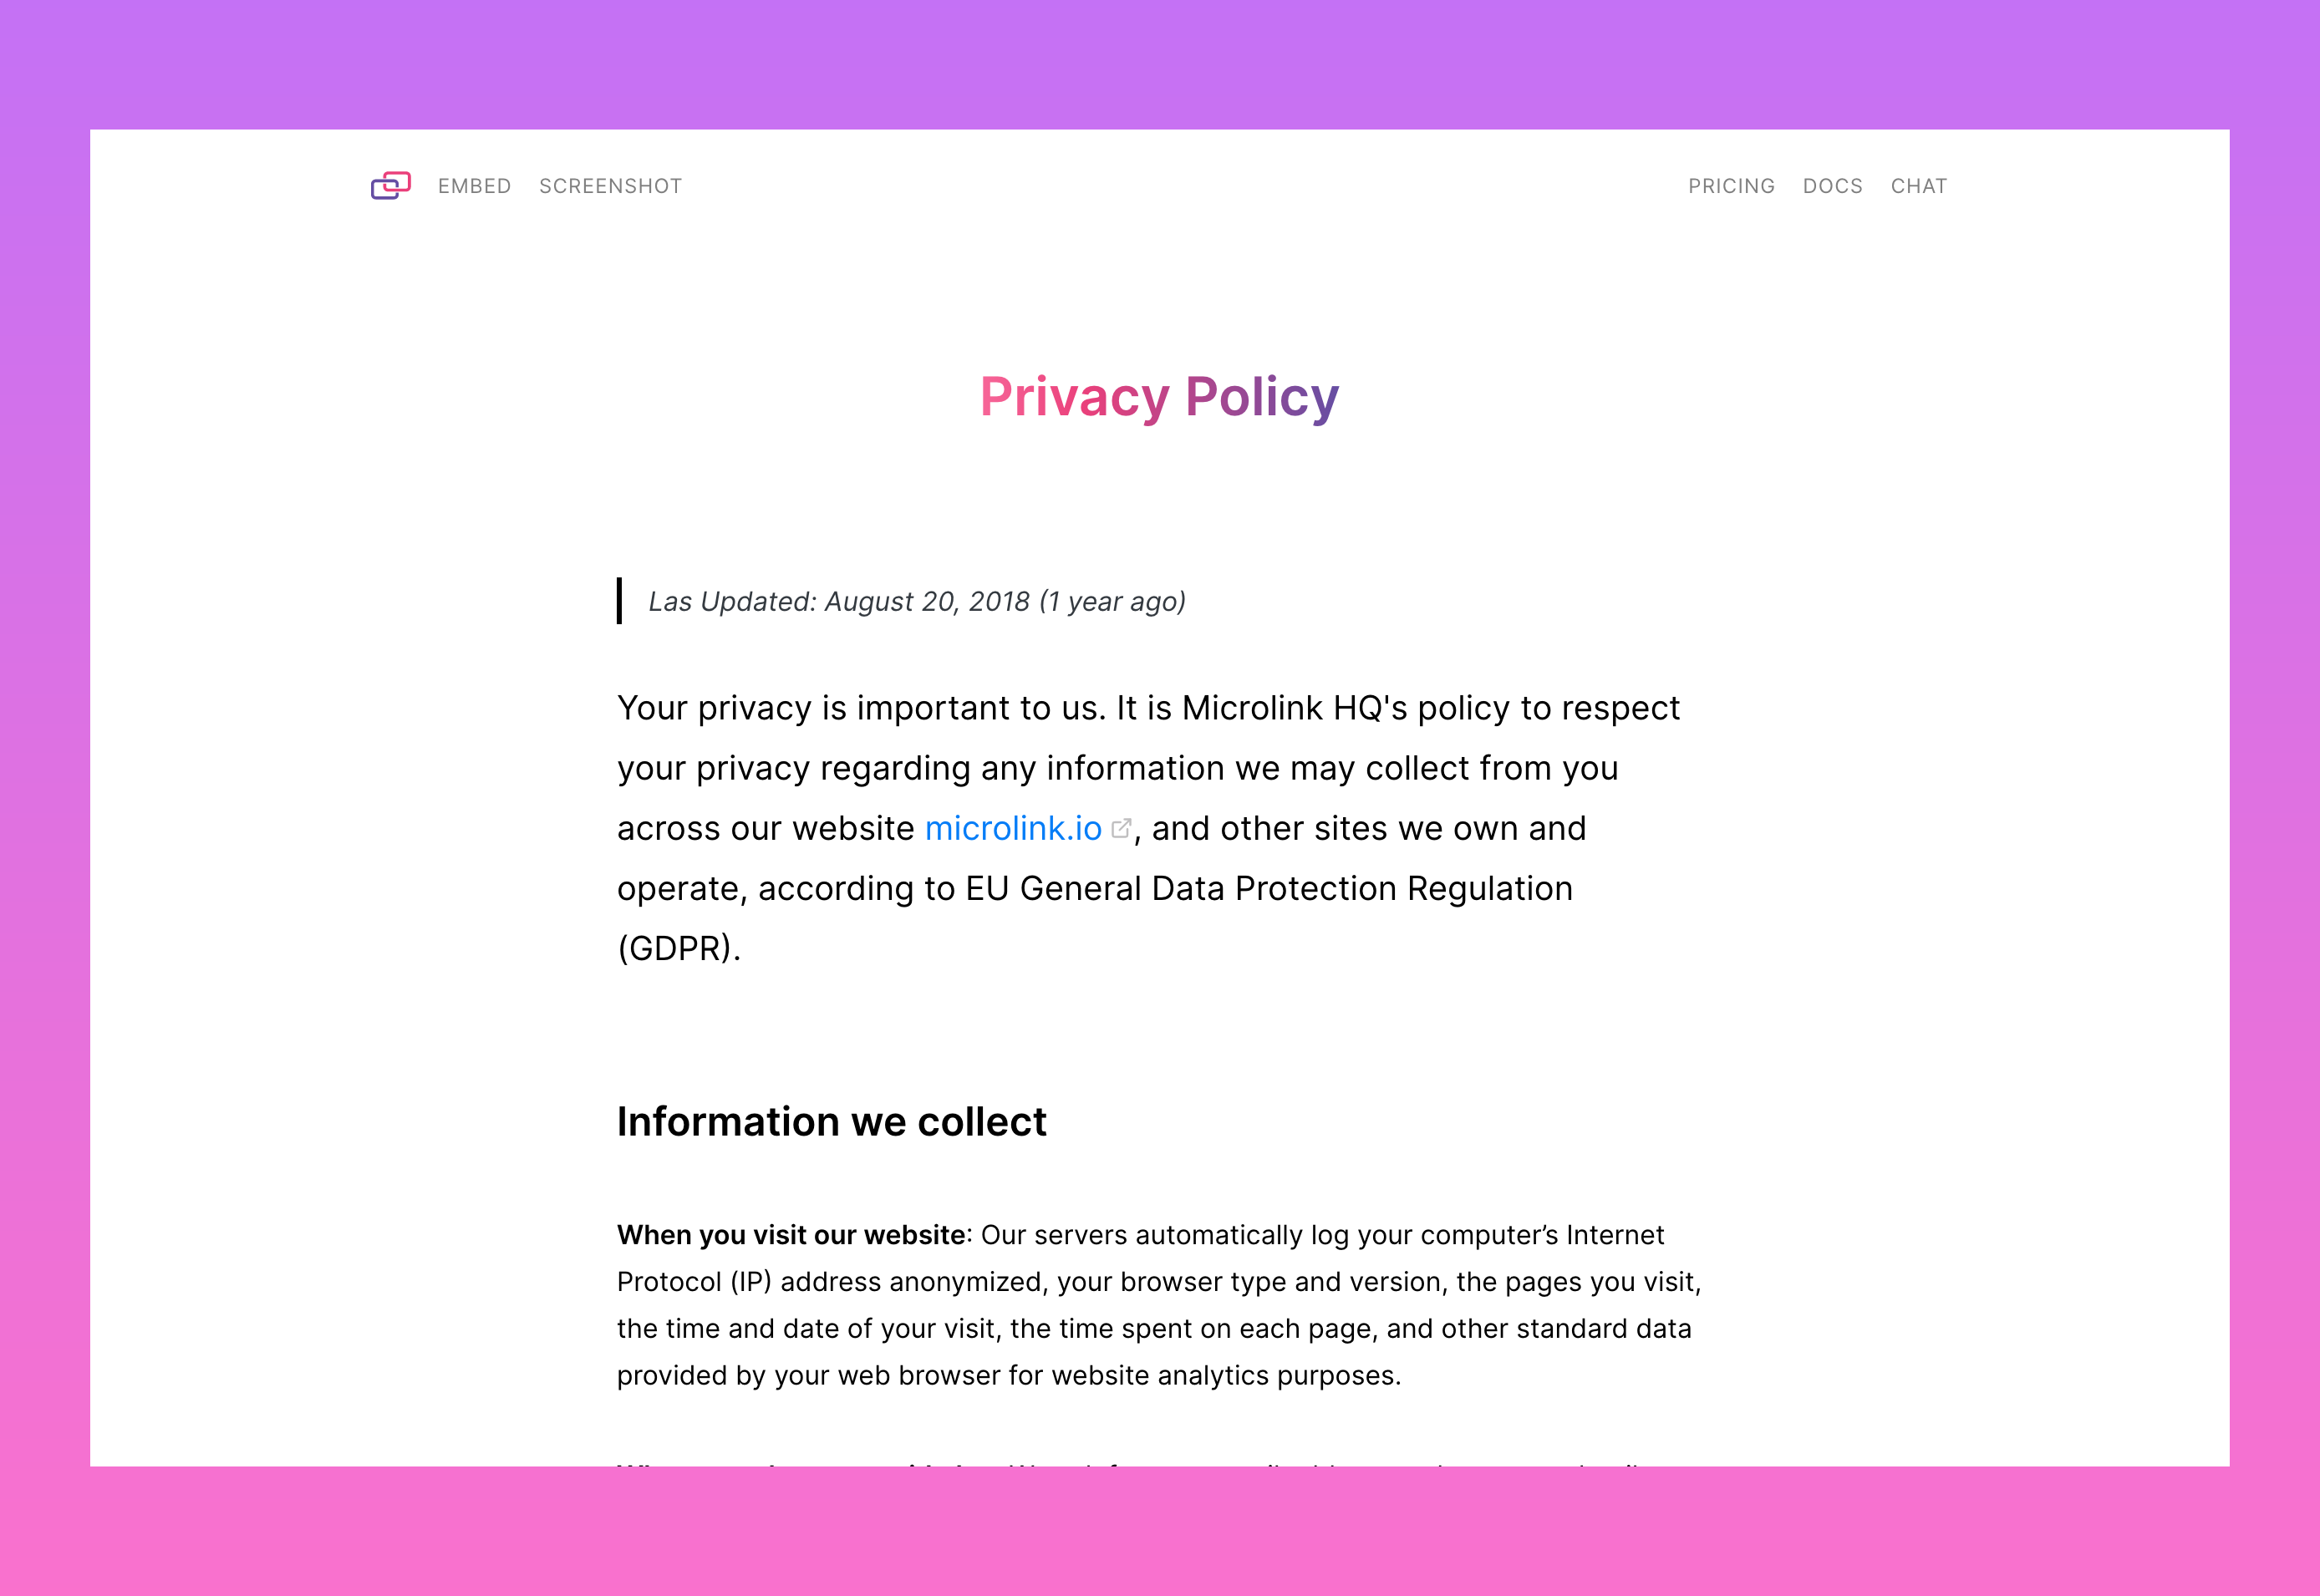 EMBED SCREENSHOT PRICING DOCS CHAT
Privacy Policy
Las Updated: August 20, 2018 (1 year ago)
Your privacy is important to us. It is Microlink HQ's policy to respect
your privacy regarding any information we may collect from you
across our website microlink.io, and other sites we own and
operate, according to EU General Data Protection Regulation
(GDPR).
Information we collect
When you visit our website: Our servers automatically log your computer’s Internet
Protocol (IP) address anonymized, your browser type and version, the pages you visit,
the time and date of your visit, the time spent on each page, and other standard data
provided by your web browser for website analytics purposes.